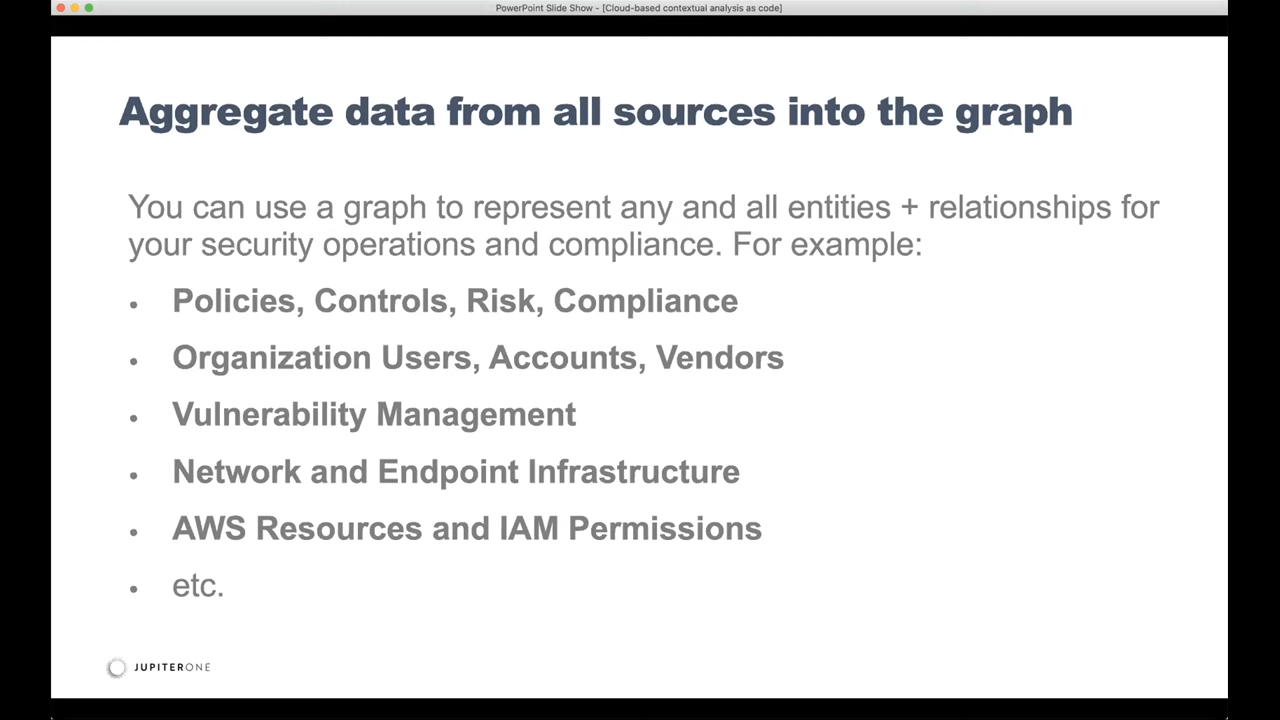 PowerPoint Slide Show - [Cloud-based contextual analysis as code]
Aggregate data from all sources into the graph
You can use a graph to represent any and all entities + relationships for
your security operations and compliance. For example:
• Policies, Controls, Risk, Compliance
• Organization Users, Accounts, Vendors
• Vulnerability Management
• Network and Endpoint Infrastructure
• AWS Resources and IAM Permissions
• etc.
JUPITERONE